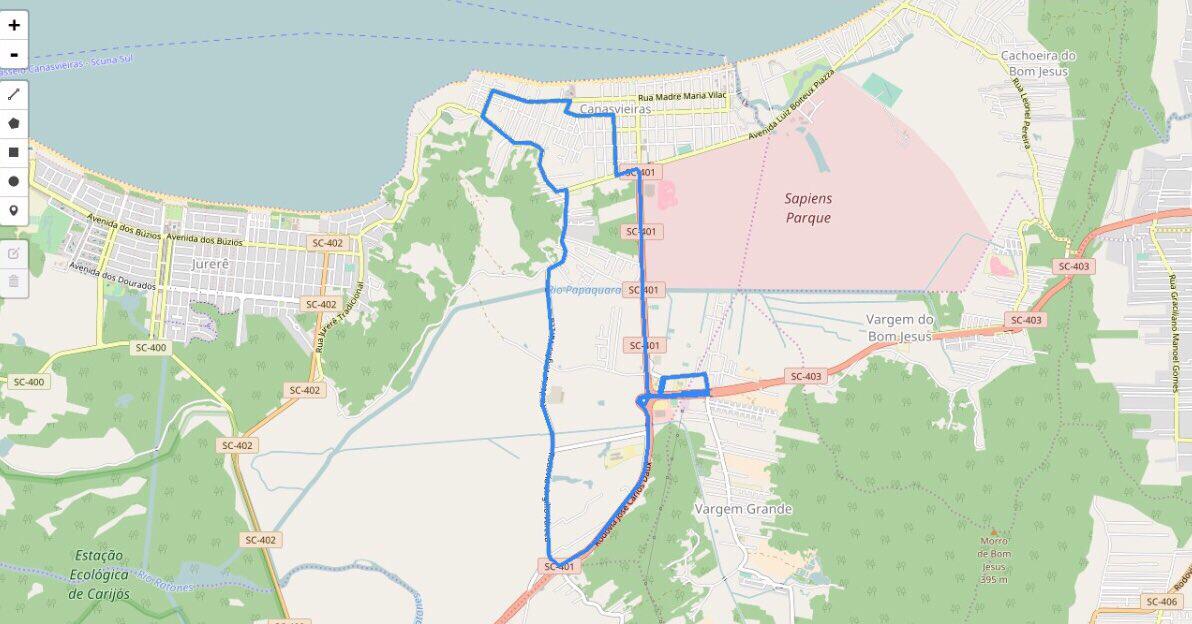 +
-
Passeio Canasvieiras - Scuna Sul
Cachoeira do
Bom Jesus
Rua Leonel Pereira
Rua Madre Maria Vilac
Canasvieiras
Avenida Luiz Boiteux Piazza
SC-401
Sapiens
Parque
Avenida dos Búzios
Avenida dos Búzios
SC-402
SC-401
Jurerê
Avenida dos Dourados
SC-403
Rio Papaquara
SC-401
Rua Graciliano Manoel Gomes
SC-402
Rua Jurerê Tradicional
Vargem do
Bom Jesus
SC-403
SC-400
SC-401
SC-400
SC-402
SC-403
SC-402
Rodovia José Carlos Daux
Vargem Grande
SC-402
Morro
de Bom
Jesus
395 m
Estação
Ecológica
de Carijós
SC-401
Rio Ratones
SC-406